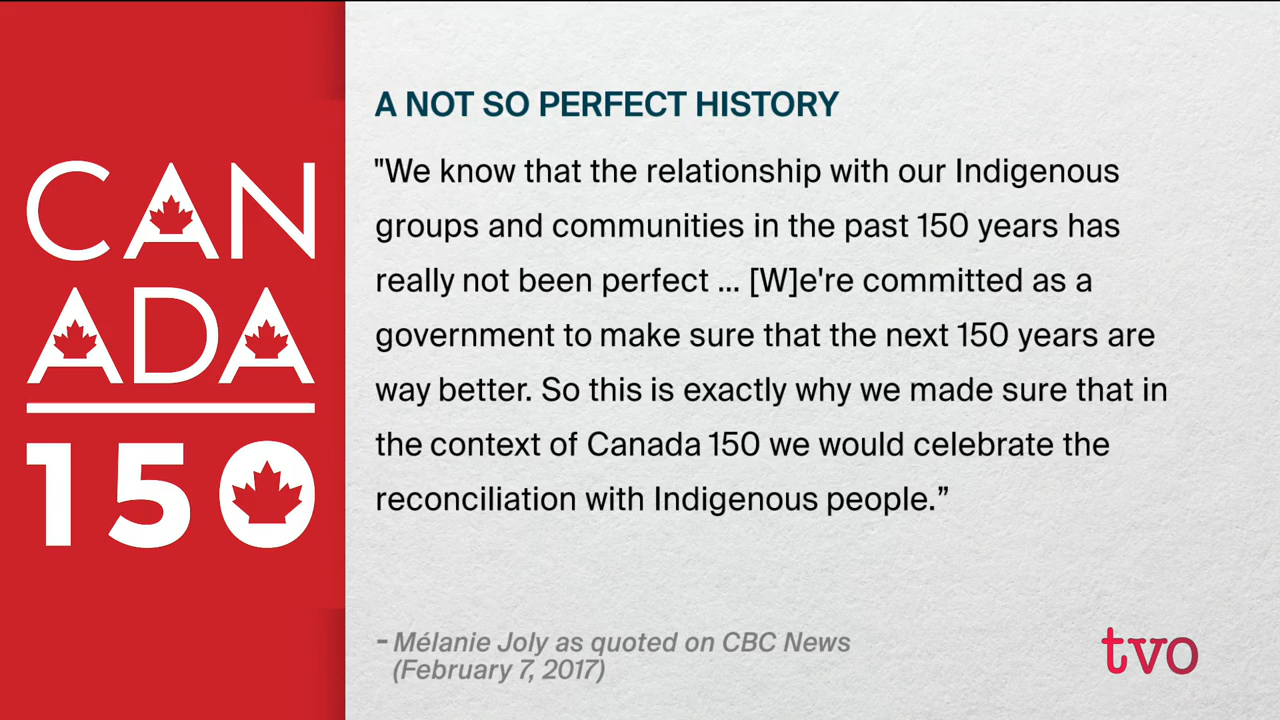 CAN
ADA
150
A NOT SO PERFECT HISTORY
"We know that the relationship with our Indigenous
groups and communities in the past 150 years has
really not been perfect ... [W]e're committed as a
government to make sure that the next 150 years are
way better. So this is exactly why we made sure that in
the context of Canada 150 we would celebrate the
reconciliation with Indigenous people.”
- Mélanie Joly as quoted on CBC News
(February 7, 2017)
tvo